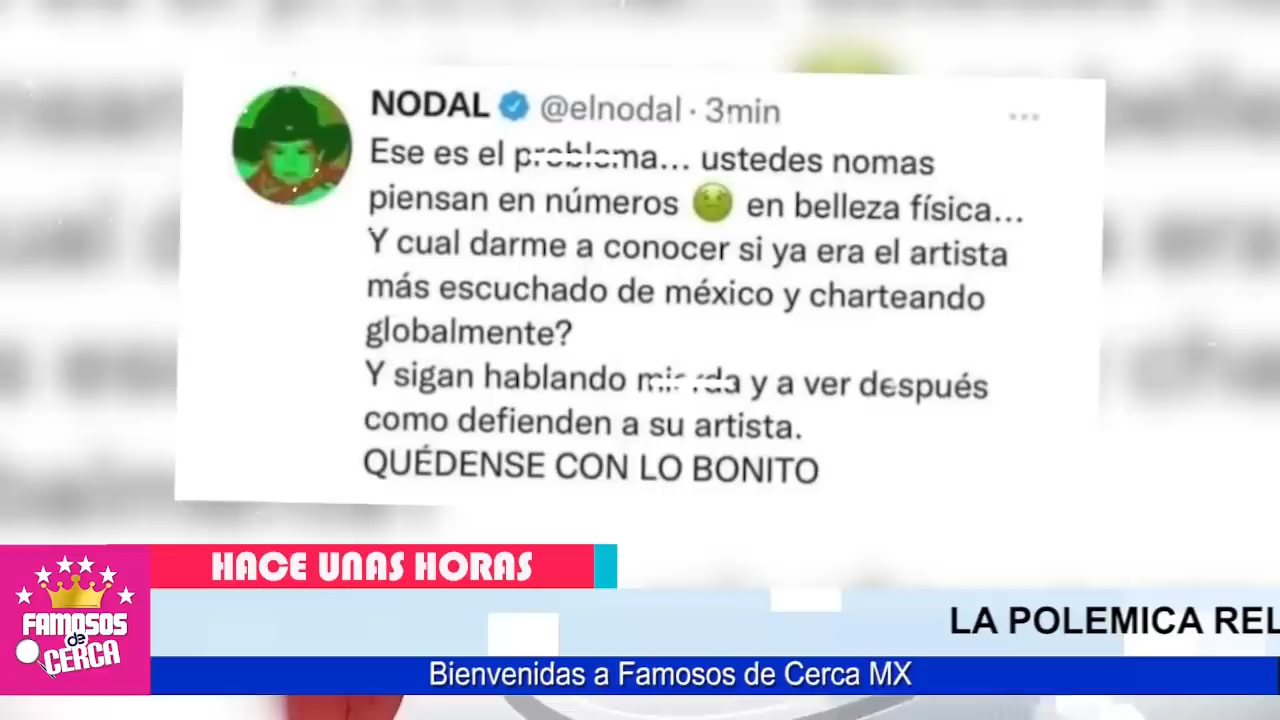 NODAL @elnodal · 3min
Ese es el problema... ustedes nomas
piensan en números 🤢 en belleza física...
Y cual darme a conocer si ya era el artista
más escuchado de méxico y charteando
globalmente?
Y sigan hablando mierda y a ver después
como defienden a su artista.
QUÉDENSE CON LO BONITO
HACE UNAS HORAS
FAMOSOS
de
CERCA
LA POLEMICA REL
Bienvenidas a Famosos de Cerca MX